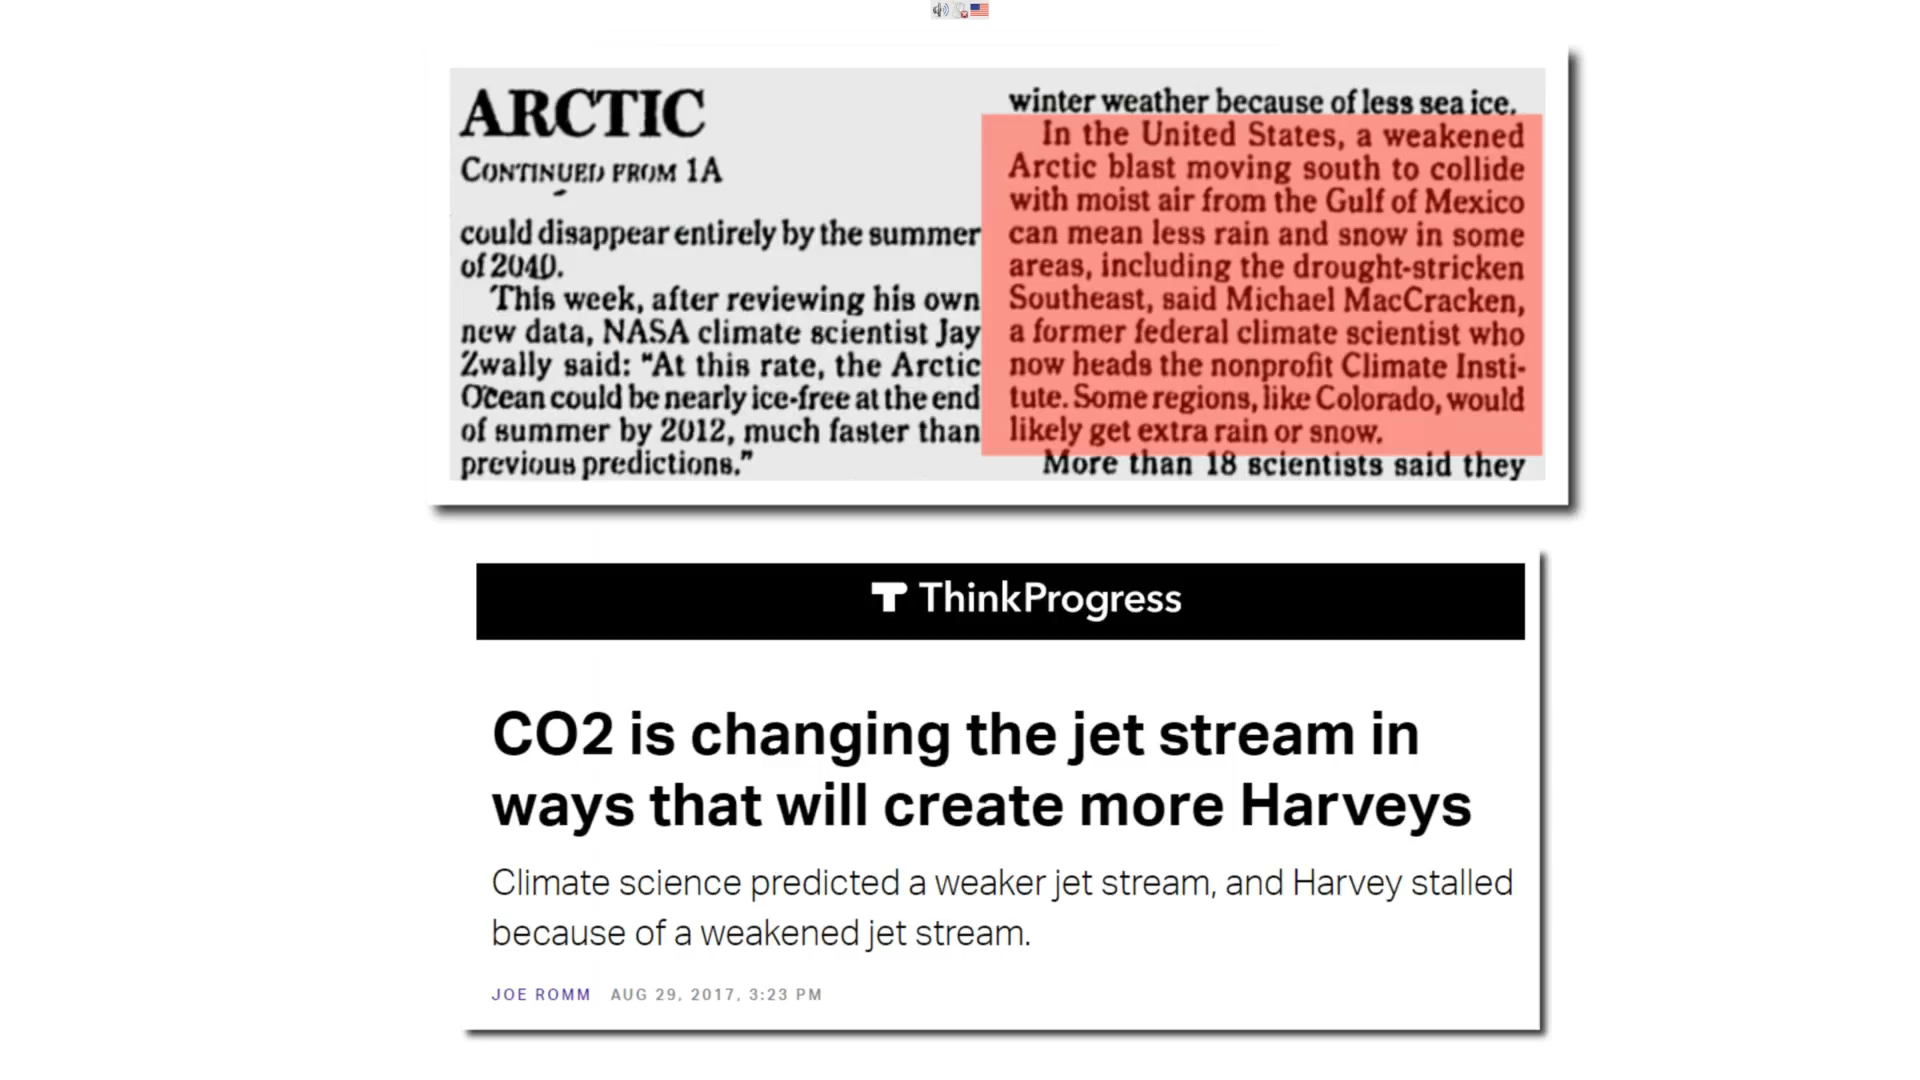 ARCTIC
CONTINUED FROM 1A
could disappear entirely by the summer
of 2040.
This week, after reviewing his own
new data, NASA climate scientist Jay
Zwally said: "At this rate, the Arctic
Ocean could be nearly ice-free at the end
of summer by 2012, much faster than
previous predictions."
winter weather because of less sea ice.
In the United States, a weakened
Arctic blast moving south to collide
with moist air from the Gulf of Mexico
can mean less rain and snow in some
areas, including the drought-stricken
Southeast, said Michael MacCracken,
a former federal climate scientist who
now heads the nonprofit Climate Insti-
tute. Some regions, like Colorado, would
likely get extra rain or snow.
More than 18 scientists said they
ThinkProgress
CO2 is changing the jet stream in
ways that will create more Harveys
Climate science predicted a weaker jet stream, and Harvey stalled
because of a weakened jet stream.
JOE ROMM AUG 29, 2017, 3:23 PM